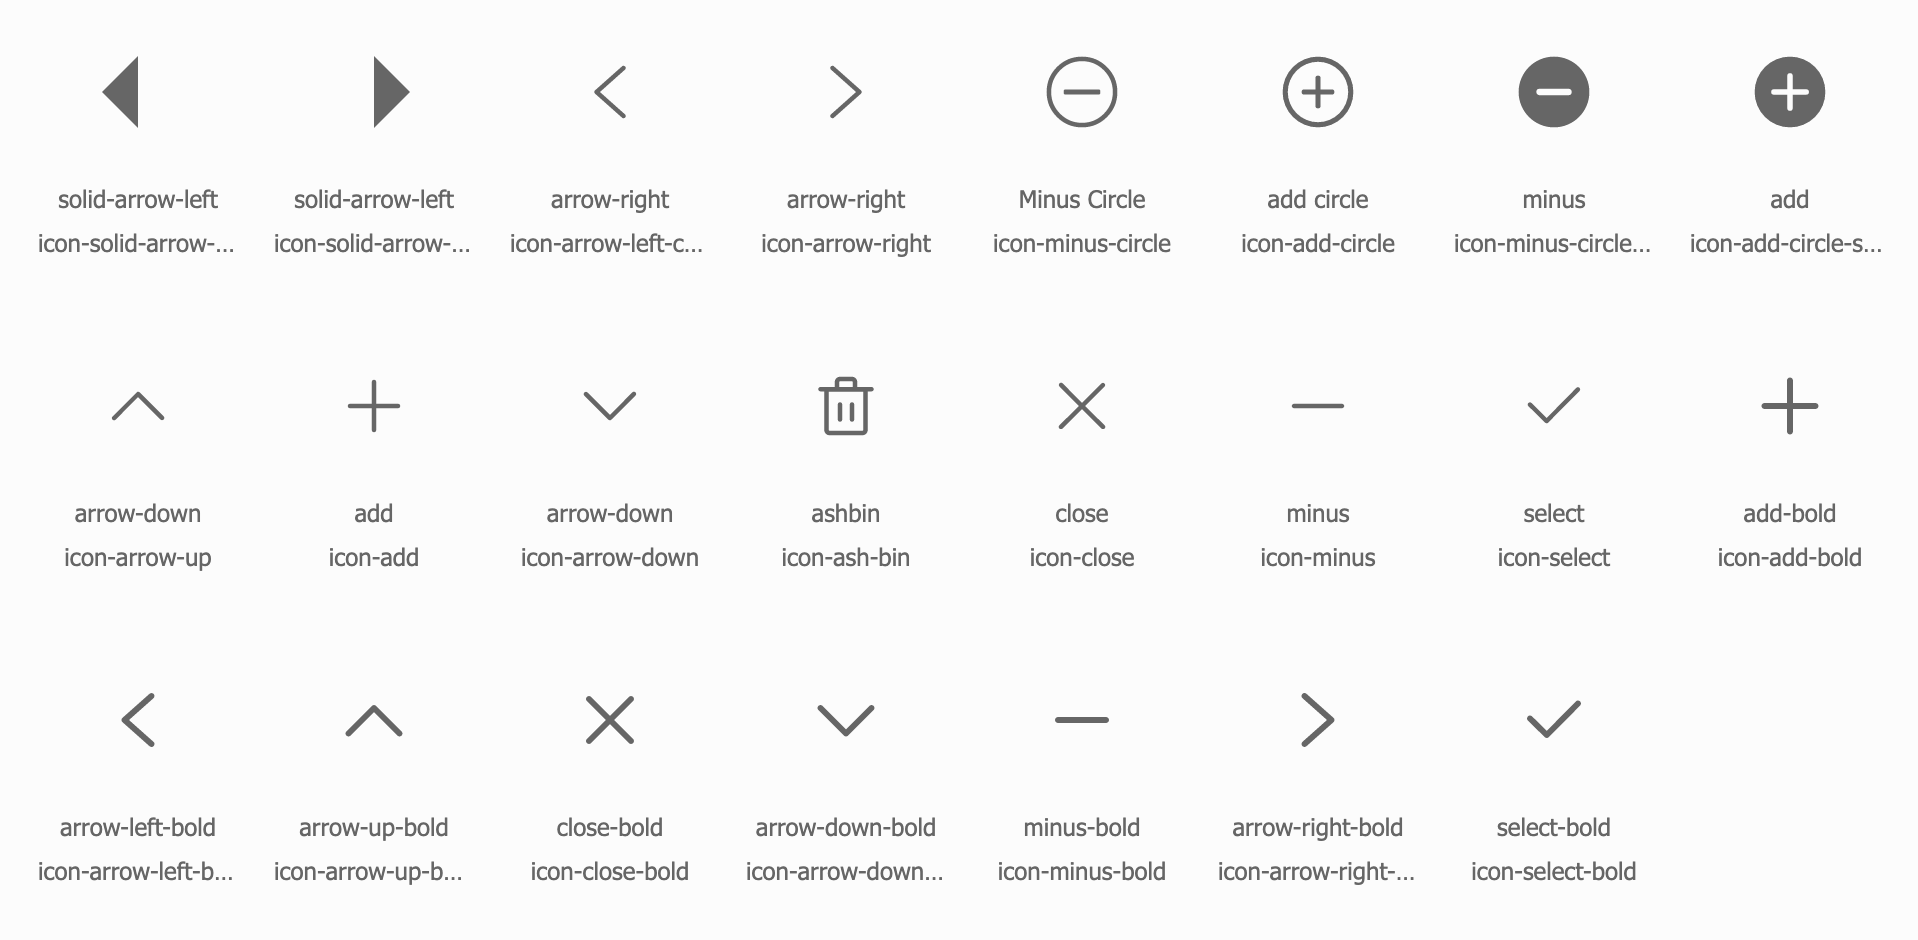 solid-arrow-left
solid-arrow-left
arrow-right
arrow-right
Minus Circle
add circle
minus
add
icon-solid-arrow-...
icon-solid-arrow-...
icon-arrow-left-c...
icon-arrow-right
icon-minus-circle
icon-add-circle
icon-minus-circle...
icon-add-circle-s...
arrow-down
add
arrow-down
ashbin
close
minus
select
add-bold
icon-arrow-up
icon-add
icon-arrow-down
icon-ash-bin
icon-close
icon-minus
icon-select
icon-add-bold
arrow-left-bold
arrow-up-bold
close-bold
arrow-down-bold
minus-bold
arrow-right-bold
select-bold
icon-arrow-left-b...
icon-arrow-up-b...
icon-close-bold
icon-arrow-down...
icon-minus-bold
icon-arrow-right-...
icon-select-bold